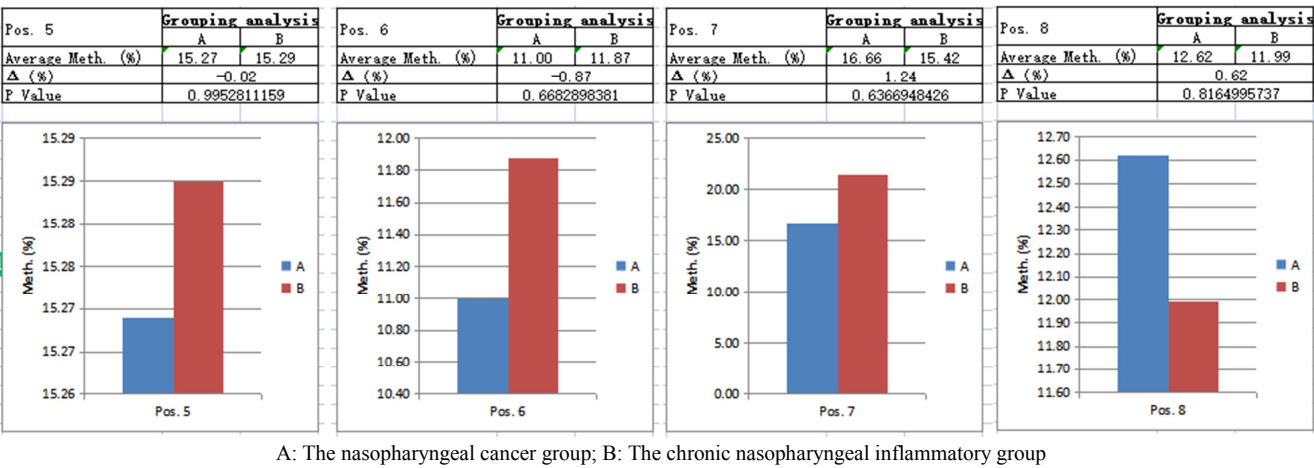 Pos. 5
Grouping analysis
A B
Average Meth. (%) 15.27 15.29
Δ (%) -0.02
P Value 0.9952811159
15.29
15.29
15.28
15.28
15.27
15.27
15.26
Meth. (%)
Pos. 5
A
B
Pos. 6
Grouping analysis
A B
Average Meth. (%) 11.00 11.87
Δ (%) -0.87
P Value 0.6682898381
12.00
11.80
11.60
11.40
11.20
11.00
10.80
10.60
10.40
Meth. (%)
Pos. 6
A
B
Pos. 7
Grouping analysis
A B
Average Meth. (%) 16.66 15.42
Δ (%) 1.24
P Value 0.6366948426
25.00
20.00
15.00
10.00
5.00
0.00
Meth. (%)
Pos. 7
A
B
Pos. 8
Grouping analysis
A B
Average Meth. (%) 12.62 11.99
Δ (%) 0.62
P Value 0.8164995737
12.70
12.60
12.50
12.40
12.30
12.20
12.10
12.00
11.90
11.80
11.70
11.60
Meth. (%)
Pos. 8
A
B
A: The nasopharyngeal cancer group; B: The chronic nasopharyngeal inflammatory group